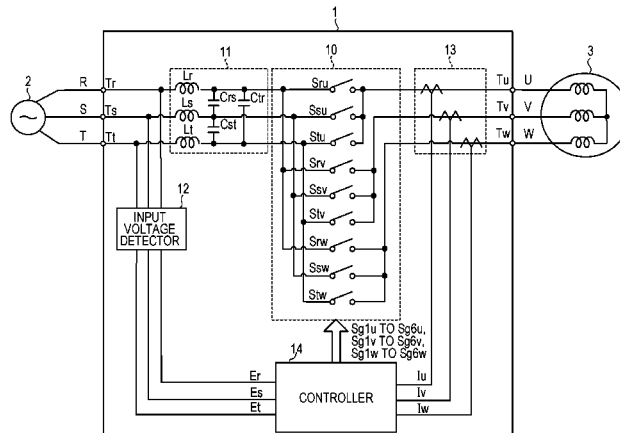 1
2
11
10
13
3
R
Tr
Lr
Sru
Tu
U
Crs
Ctr
S
Ts
Ls
Ssu
Tv
V
Cst
T
Tt
Lt
Stu
Tw
W
Srv
Ssv
12
INPUT
VOLTAGE
DETECTOR
Stv
Srw
Ssw
Stw
Sg1u TO Sg6u,
Sg1v TO Sg6v,
Sg1w TO Sg6w
14
CONTROLLER
Er
Es
Et
Iu
Iv
Iw